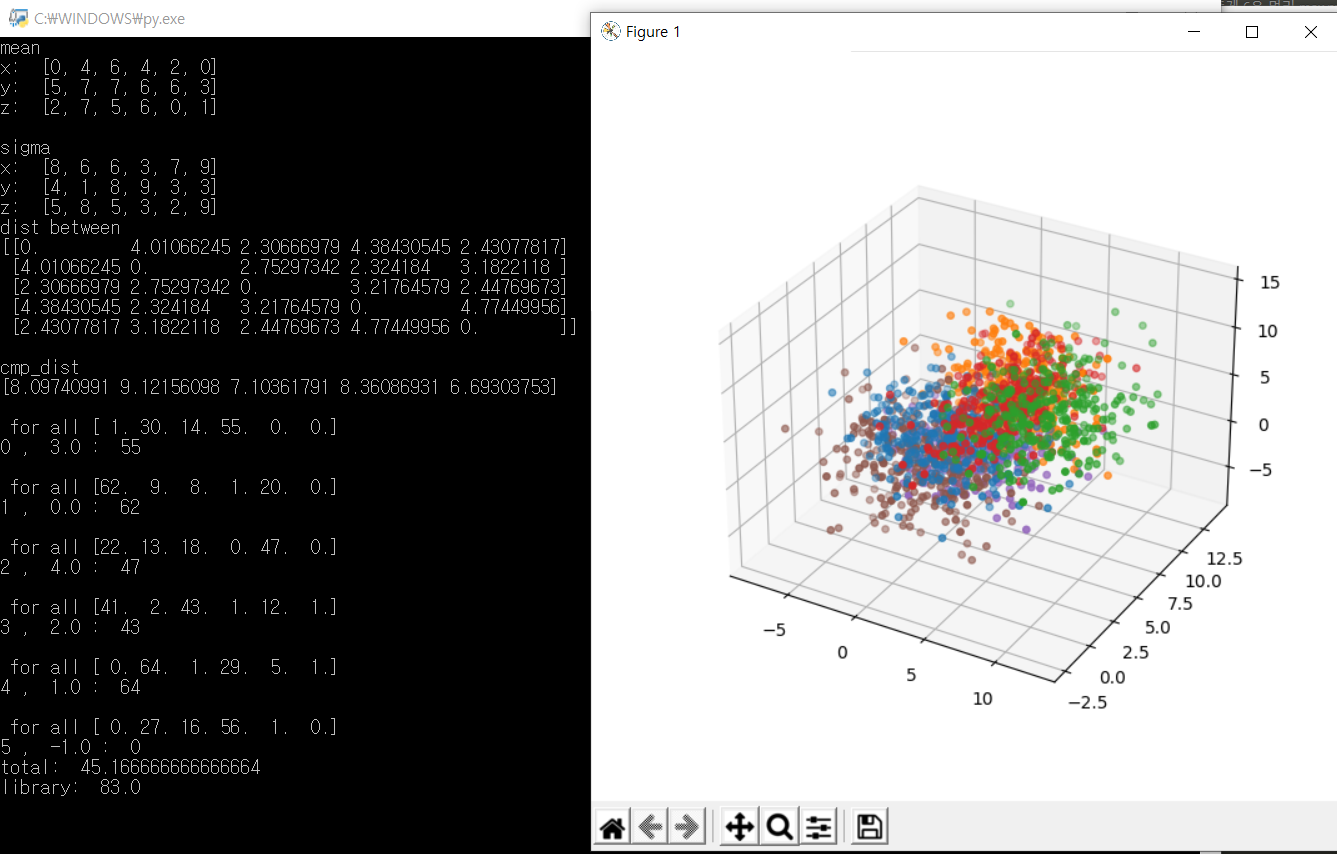 C:₩WINDOWS₩py.exe
mean
x:  [0, 4, 6, 4, 2, 0]
y:  [5, 7, 7, 6, 6, 3]
z:  [2, 7, 5, 6, 0, 1]
sigma
x:  [8, 6, 6, 3, 7, 9]
y:  [4, 1, 8, 9, 3, 3]
z:  [5, 8, 5, 3, 2, 9]
dist between
[[0.         4.01066245 2.30666979 4.38430545 2.43077817]
 [4.01066245 0.         2.75297342 2.324184   3.1822118 ]
 [2.30666979 2.75297342 0.         3.21764579 2.44769673]
 [4.38430545 2.324184   3.21764579 0.         4.77449956]
 [2.43077817 3.1822118  2.44769673 4.77449956 0.        ]]
cmp_dist
[8.09740991 9.12156098 7.10361791 8.36086931 6.69303753]
 for all [ 1. 30. 14. 55.  0.  0.]
0 ,  3.0 :  55
 for all [62.  9.  8.  1. 20.  0.]
1 ,  0.0 :  62
 for all [22. 13. 18.  0. 47.  0.]
2 ,  4.0 :  47
 for all [41.  2. 43.  1. 12.  1.]
3 ,  2.0 :  43
 for all [ 0. 64.  1. 29.  5.  1.]
4 ,  1.0 :  64
 for all [ 0. 27. 16. 56.  1.  0.]
5 ,  -1.0 :  0
total:  45.166666666666664
library:  83.0
Figure 1
15
10
5
0
−5
12.5
10.0
7.5
5.0
2.5
0.0
−2.5
−5
0
5
10